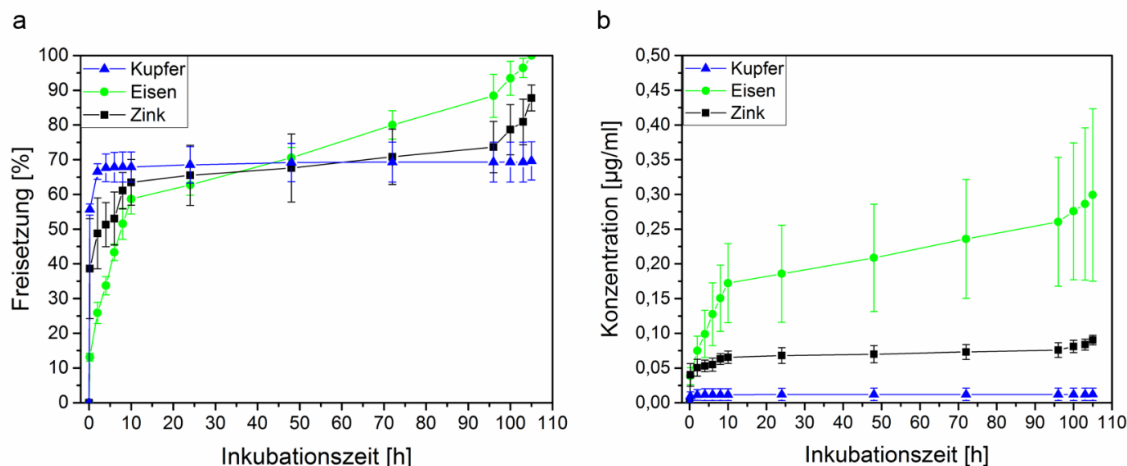 a
Freisetzung [%]
100
90
80
70
60
50
40
30
20
10
0
Kupfer
Eisen
Zink
0 10 20 30 40 50 60 70 80 90 100 110
Inkubationszeit [h]
b
Konzentration [µg/ml]
0,50
0,45
0,40
0,35
0,30
0,25
0,20
0,15
0,10
0,05
0,00
Kupfer
Eisen
Zink
0 10 20 30 40 50 60 70 80 90 100 110
Inkubationszeit [h]